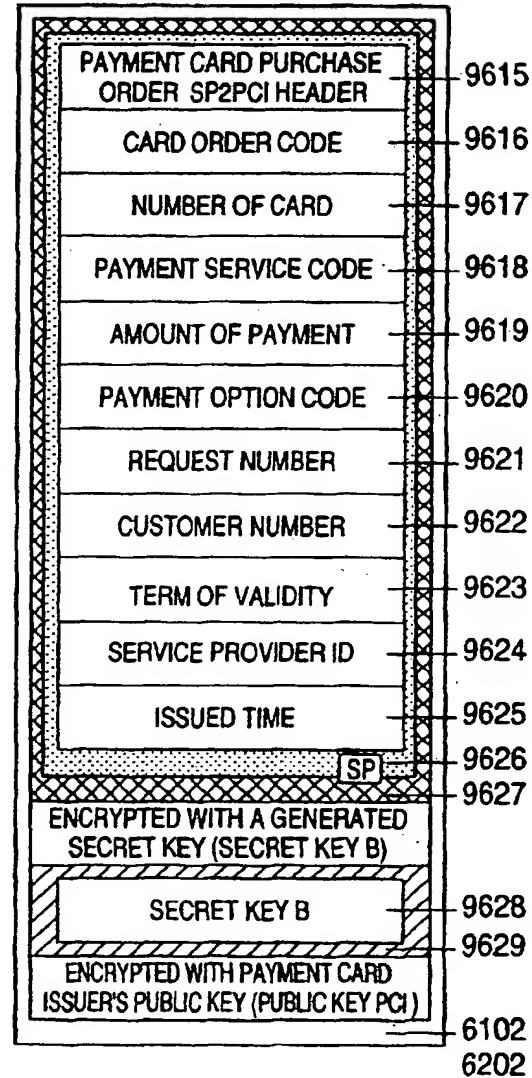 PAYMENT CARD PURCHASE
ORDER SP2PCI HEADER
9615
CARD ORDER CODE
9616
NUMBER OF CARD
9617
PAYMENT SERVICE CODE
9618
AMOUNT OF PAYMENT
9619
PAYMENT OPTION CODE
9620
REQUEST NUMBER
9621
CUSTOMER NUMBER
9622
TERM OF VALIDITY
9623
SERVICE PROVIDER ID
9624
ISSUED TIME
9625
SP
9626
9627
ENCRYPTED WITH A GENERATED
SECRET KEY (SECRET KEY B)
SECRET KEY B
9628
9629
ENCRYPTED WITH PAYMENT CARD
ISSUER'S PUBLIC KEY (PUBLIC KEY PCI)
6102
6202